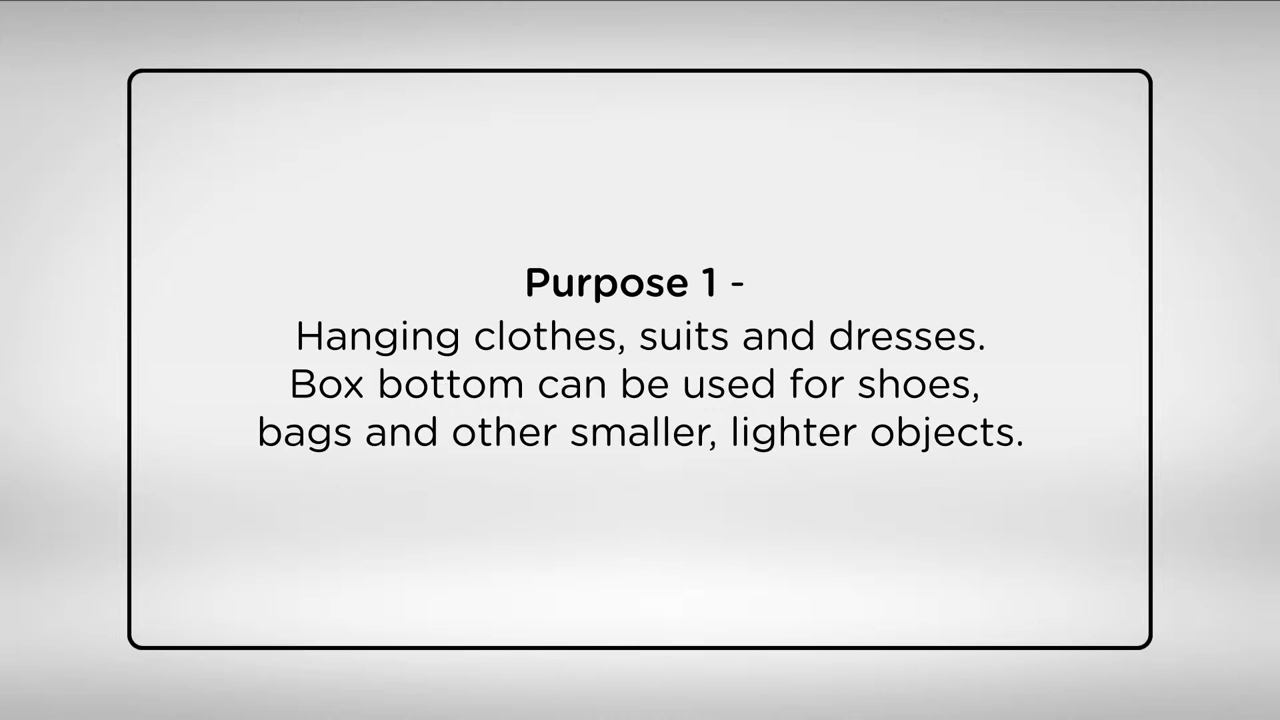 Purpose 1 -
Hanging clothes, suits and dresses.
Box bottom can be used for shoes,
bags and other smaller, lighter objects.